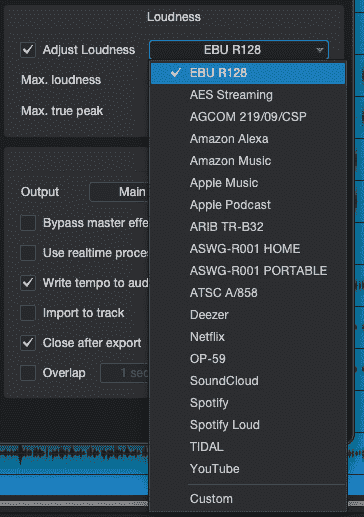 Loudness
Adjust Loudness
EBU R128
Max. loudness
Max. true peak
EBU R128
AES Streaming
AGCOM 219/09/CSP
Amazon Alexa
Amazon Music
Apple Music
Apple Podcast
ARIB TR-B32
ASWG-R001 HOME
ASWG-R001 PORTABLE
ATSC A/858
Deezer
Netflix
OP-59
SoundCloud
Spotify
Spotify Loud
TIDAL
YouTube
Custom
Output
Main
Bypass master effe
Use realtime proce
Write tempo to aud
Import to track
Close after export
Overlap
1 sec